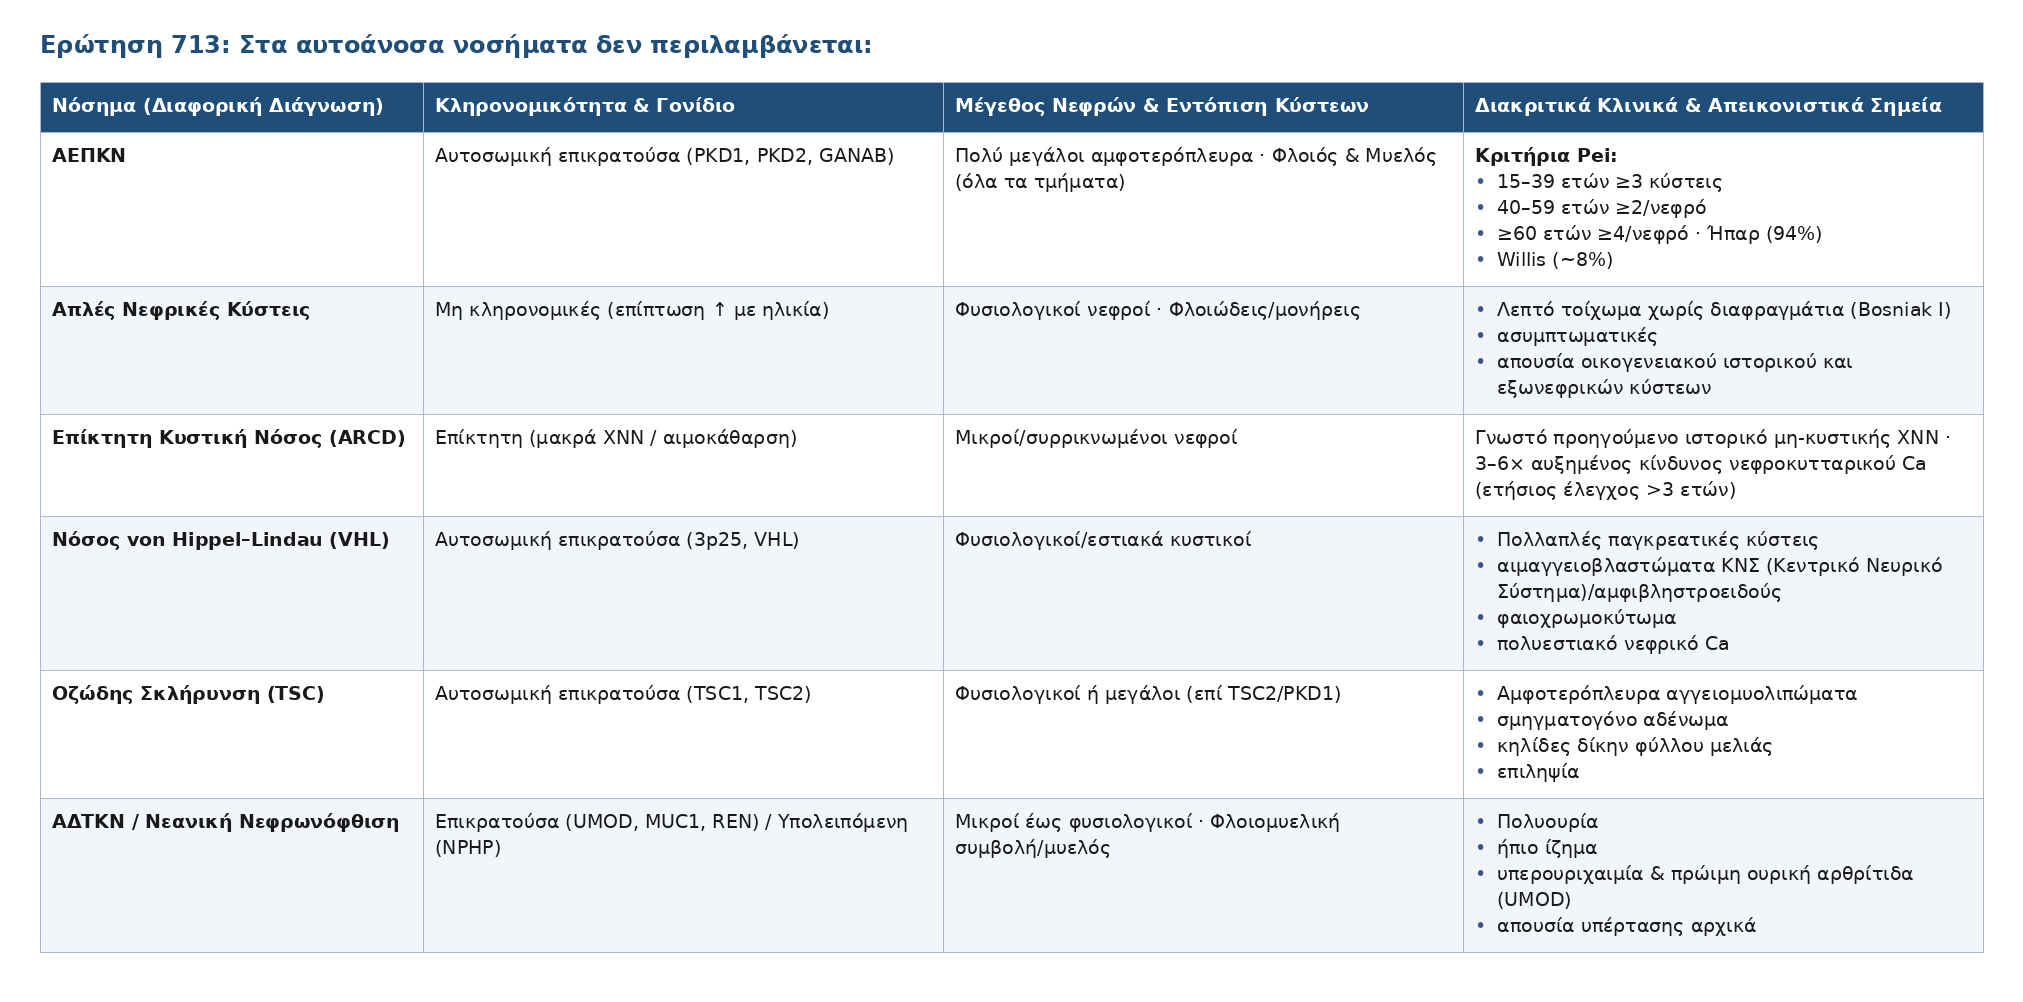 Ερώτηση 713: Στα αυτοάνοσα νοσήματα δεν περιλαμβάνεται:
Νόσημα (Διαφορική Διάγνωση)
Κληρονομικότητα & Γονίδιο
Μέγεθος Νεφρών & Εντόπιση Κύστεων
Διακριτικά Κλινικά & Απεικονιστικά Σημεία
ΑΕΠΚΝ
Αυτοσωμική επικρατούσα (PKD1, PKD2, GANAB)
Πολύ μεγάλοι αμφοτερόπλευρα · Φλοιός & Μυελός
(όλα τα τμήματα)
Κριτήρια Pei:
• 15–39 ετών ≥3 κύστεις
• 40–59 ετών ≥2/νεφρό
• ≥60 ετών ≥4/νεφρό · Ήπαρ (94%)
• Willis (~8%)
Απλές Νεφρικές Κύστεις
Μη κληρονομικές (επίπτωση ↑ με ηλικία)
Φυσιολογικοί νεφροί · Φλοιώδεις/μονήρεις
• Λεπτό τοίχωμα χωρίς διαφραγμάτια (Bosniak I)
• ασυμπτωματικές
• απουσία οικογενειακού ιστορικού και
εξωνεφρικών κύστεων
Επίκτητη Κυστική Νόσος (ARCD)
Επίκτητη (μακρά ΧΝΝ / αιμοκάθαρση)
Μικροί/συρρικνωμένοι νεφροί
Γνωστό προηγούμενο ιστορικό μη-κυστικής ΧΝΝ ·
3–6× αυξημένος κίνδυνος νεφροκυτταρικού Ca
(ετήσιος έλεγχος >3 ετών)
Νόσος von Hippel–Lindau (VHL)
Αυτοσωμική επικρατούσα (3p25, VHL)
Φυσιολογικοί/εστιακά κυστικοί
• Πολλαπλές παγκρεατικές κύστεις
• αιμαγγειοβλαστώματα ΚΝΣ (Κεντρικό Νευρικό
Σύστημα)/αμφιβληστροειδούς
• φαιοχρωμοκύτωμα
• πολυεστιακό νεφρικό Ca
Οζώδης Σκλήρυνση (TSC)
Αυτοσωμική επικρατούσα (TSC1, TSC2)
Φυσιολογικοί ή μεγάλοι (επί TSC2/PKD1)
• Αμφοτερόπλευρα αγγειομυολιπώματα
• σμηγματογόνο αδένωμα
• κηλίδες δίκην φύλλου μελιάς
• επιληψία
ΑΔΤΚΝ / Νεανική Νεφρωνόφθιση
Επικρατούσα (UMOD, MUC1, REN) / Υπολειπόμενη
(NPHP)
Μικροί έως φυσιολογικοί · Φλοιομυελική
συμβολή/μυελός
• Πολυουρία
• ήπιο ίζημα
• υπερουριχαιμία & πρώιμη ουρική αρθρίτιδα
(UMOD)
• απουσία υπέρτασης αρχικά